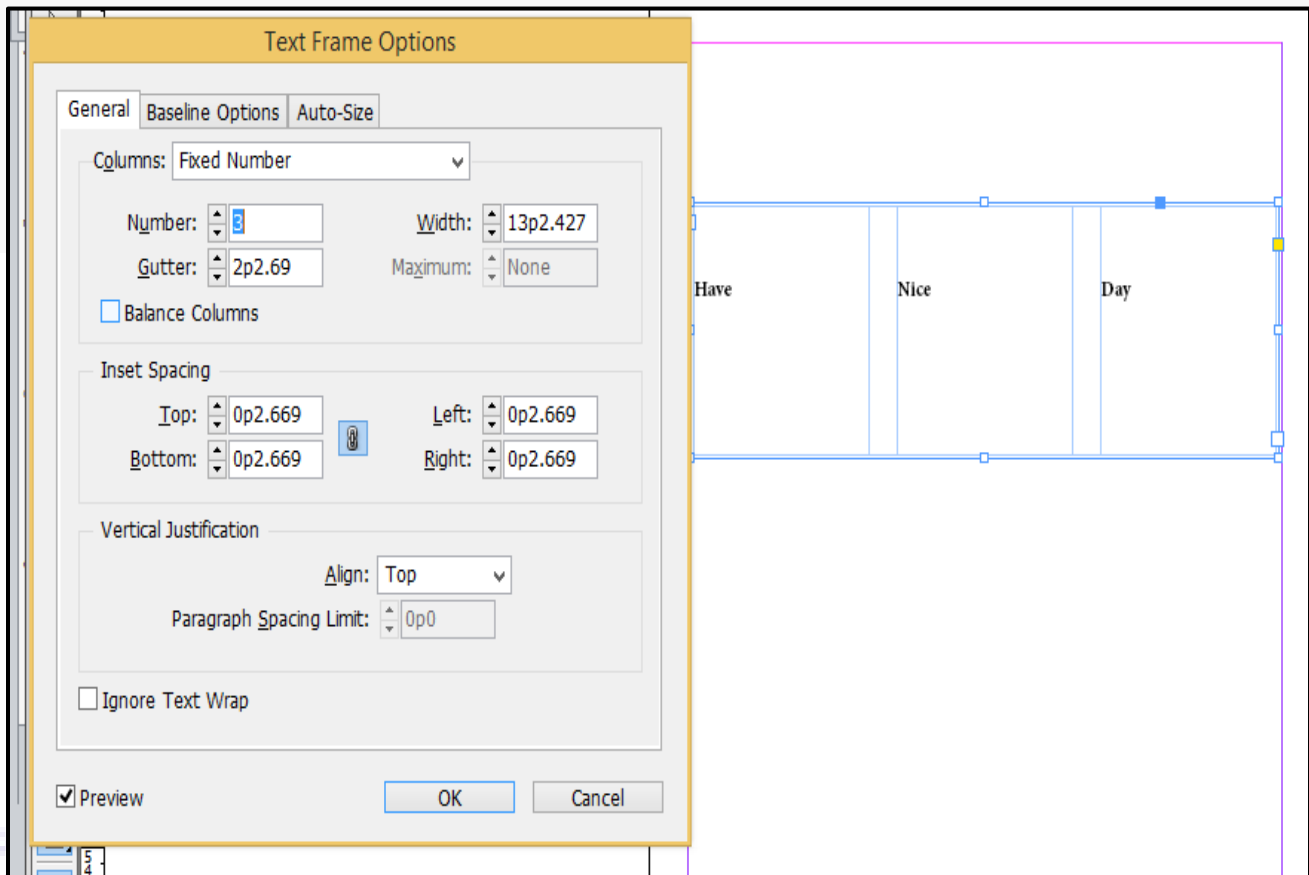 Text Frame Options
General Baseline Options Auto-Size
Columns: Fixed Number
Number: 3 Width: 13p2.427
Gutter: 2p2.69 Maximum: None
Balance Columns
Inset Spacing
Top: 0p2.669 Left: 0p2.669
Bottom: 0p2.669 Right: 0p2.669
Vertical Justification
Align: Top
Paragraph Spacing Limit: 0p0
Ignore Text Wrap
Preview OK Cancel
Have Nice Day
5
4